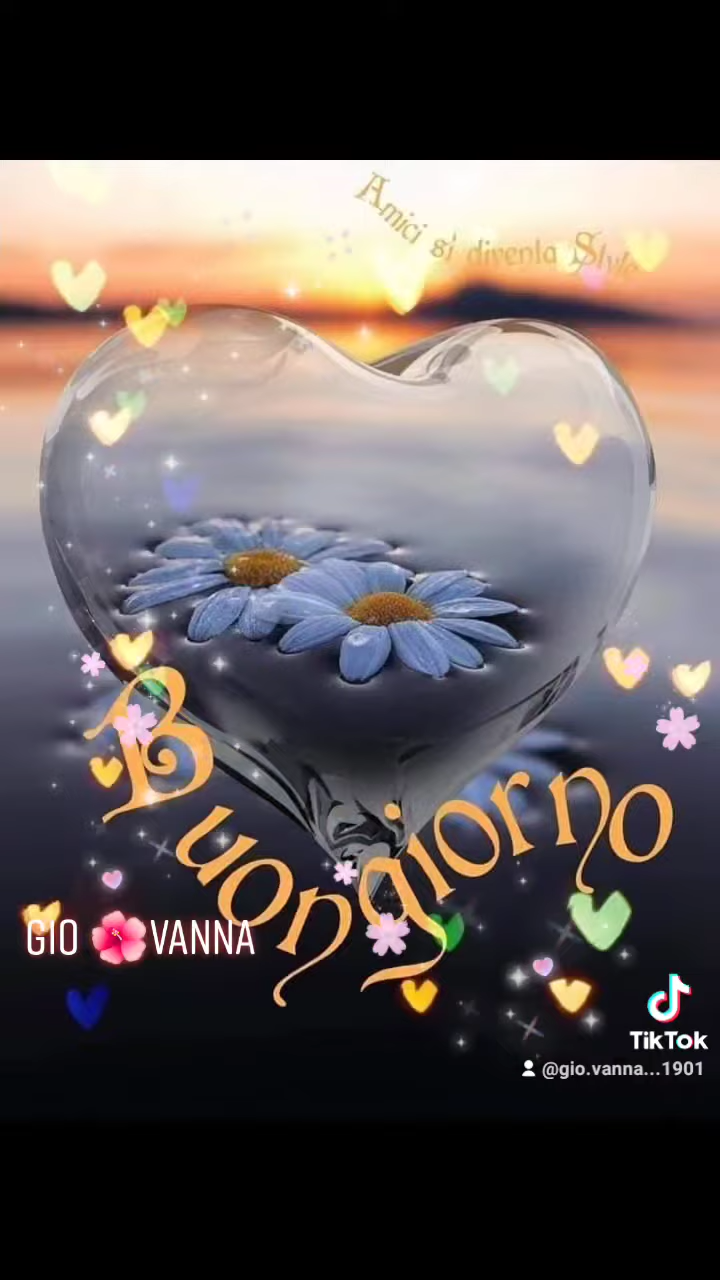 Amici si diventa Style
Buongiorno
GIO 🌺VANNA
TikTok
@gio.vanna...1901